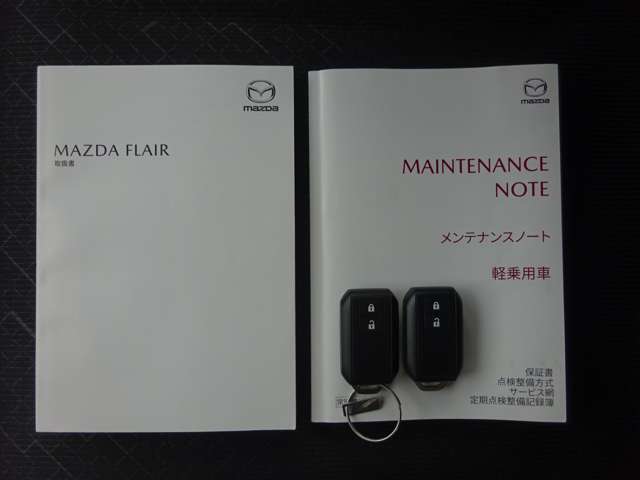 mazda
MAZDA FLAIR
取扱書
mazda
MAINTENANCE
NOTE
メンテナンスノート
軽乗用車
保証書
点検整備方式
サービス網
定期点検整備記録簿